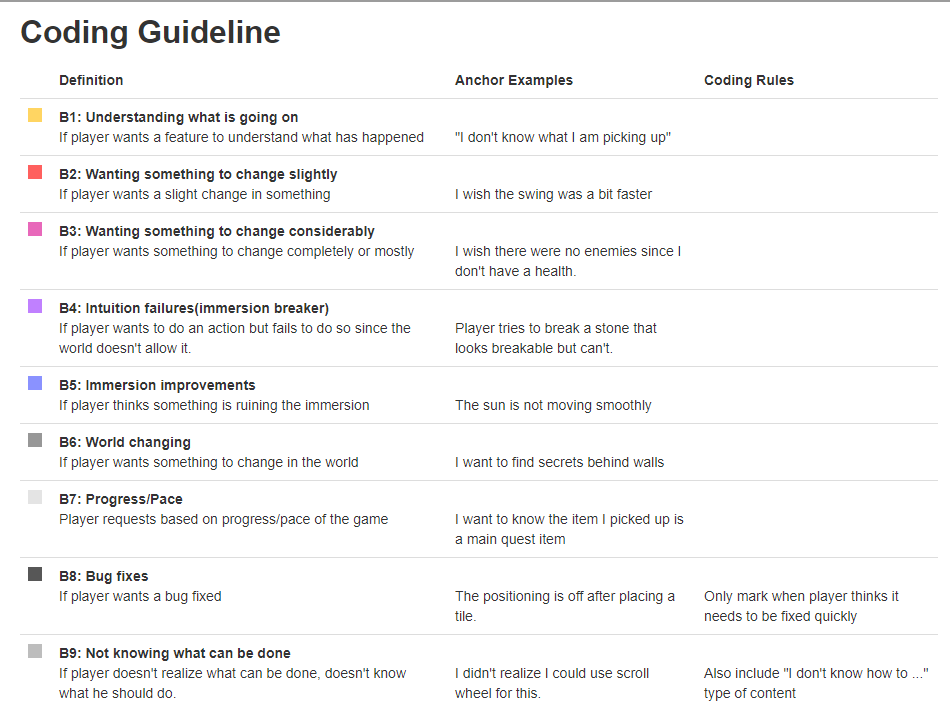 Coding Guideline
Definition Anchor Examples Coding Rules
B1: Understanding what is going on
If player wants a feature to understand what has happened "I don't know what I am picking up"
B2: Wanting something to change slightly
If player wants a slight change in something I wish the swing was a bit faster
B3: Wanting something to change considerably
If player wants something to change completely or mostly I wish there were no enemies since I
don't have a health.
B4: Intuition failures(immersion breaker)
If player wants to do an action but fails to do so since the Player tries to break a stone that
world doesn't allow it. looks breakable but can't.
B5: Immersion improvements
If player thinks something is ruining the immersion The sun is not moving smoothly
B6: World changing
If player wants something to change in the world I want to find secrets behind walls
B7: Progress/Pace
Player requests based on progress/pace of the game I want to know the item I picked up is
a main quest item
B8: Bug fixes
If player wants a bug fixed The positioning is off after placing a Only mark when player thinks it
tile. needs to be fixed quickly
B9: Not knowing what can be done
If player doesn't realize what can be done, doesn't know I didn't realize I could use scroll Also include "I don't know how to ..."
what he should do. wheel for this. type of content